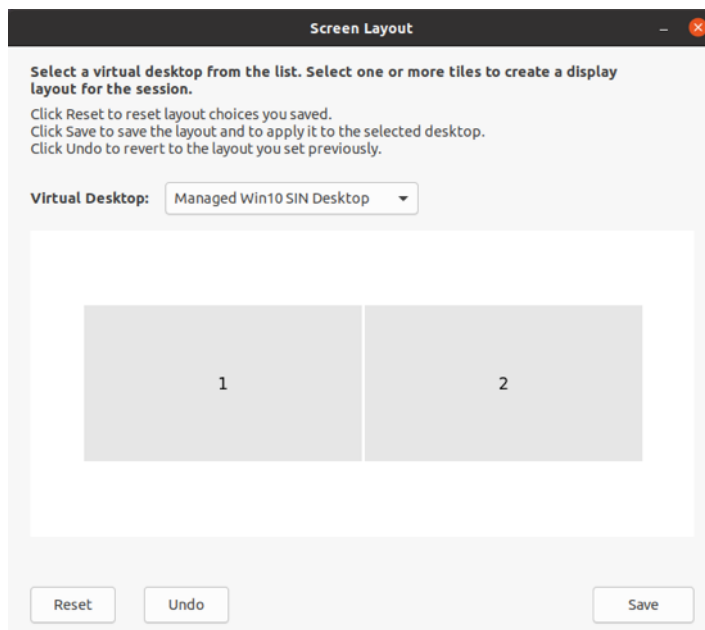 Screen Layout
Select a virtual desktop from the list. Select one or more tiles to create a display
layout for the session.
Click Reset to reset layout choices you saved.
Click Save to save the layout and to apply it to the selected desktop.
Click Undo to revert to the layout you set previously.
Virtual Desktop: Managed Win10 SIN Desktop
1 2
Reset Undo Save